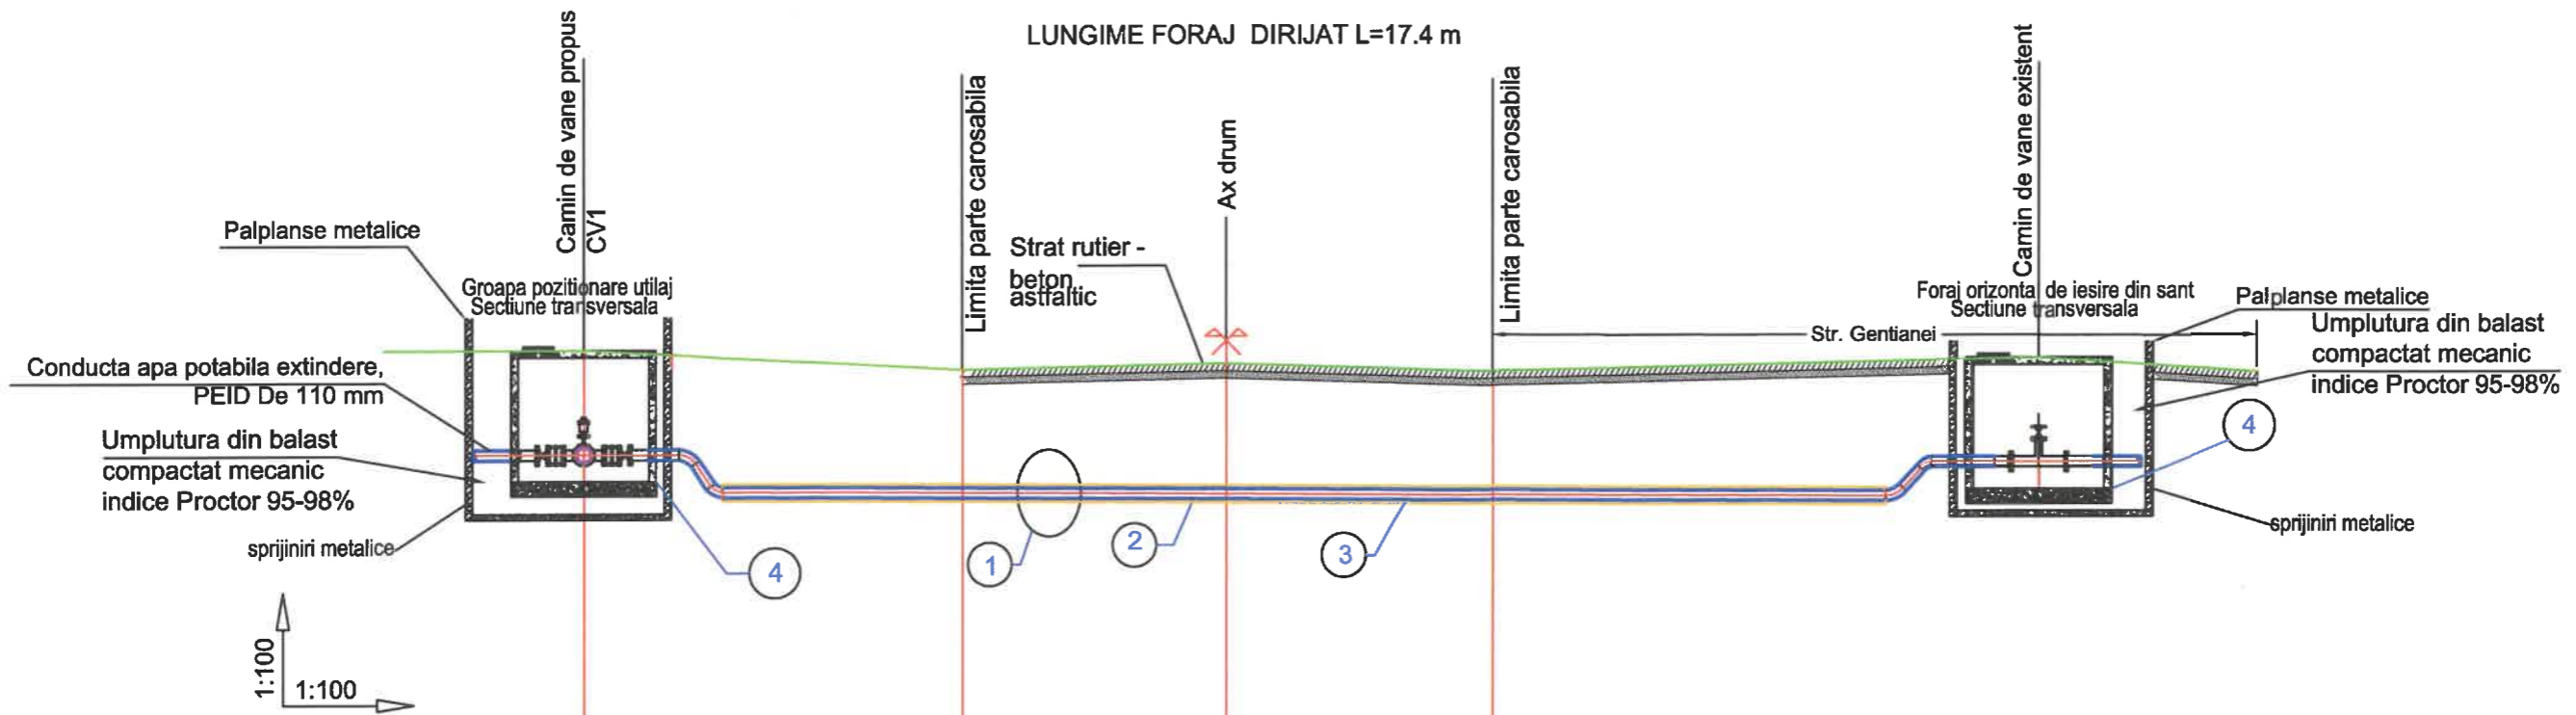 LUNGIME FORAJ DIRIJAT L=17.4 m
Camin de vane propus
CV1
Limita parte carosabila
Ax drum
Limita parte carosabila
Camin de vane existent
Palplanse metalice
Groapa pozitionare utilaj
Sectiune transversala
Strat rutier -
beton
astfaltic
Foraj orizontal de iesire din sant
Sectiune transversala
Palplanse metalice
Str. Gentianei
Umplutura din balast
compactat mecanic
indice Proctor 95-98%
Conducta apa potabila extindere,
PEID De 110 mm
Umplutura din balast
compactat mecanic
indice Proctor 95-98%
sprijiniri metalice
4
1
2
3
4
sprijiniri metalice
1:100
1:100